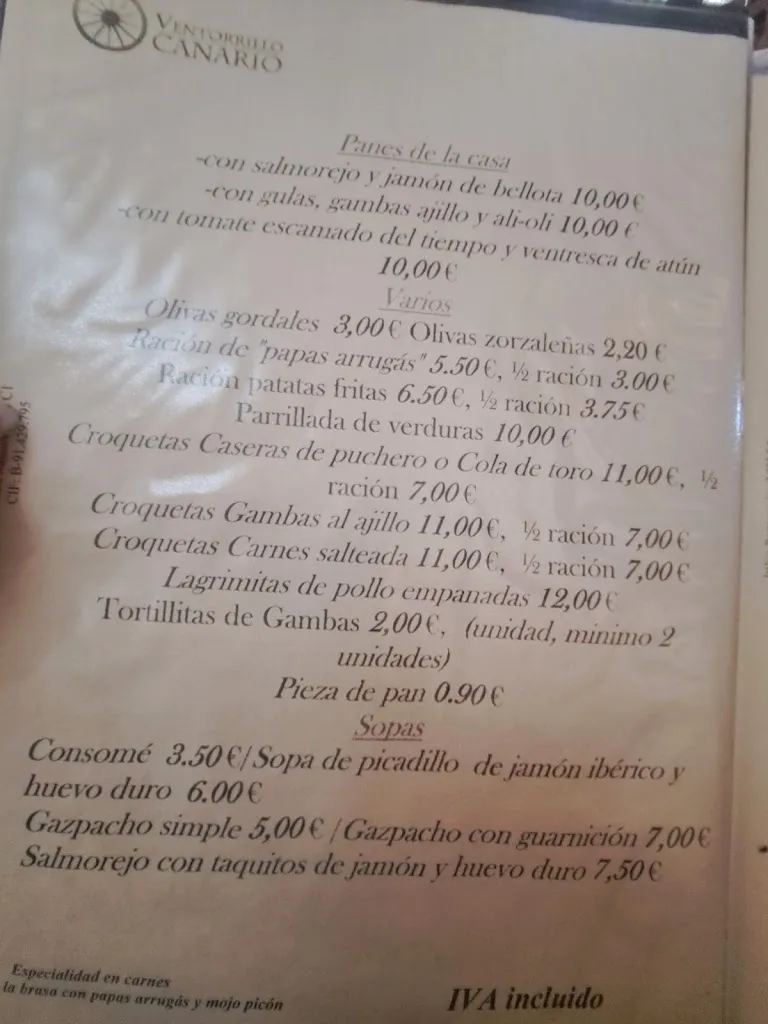 VENTORRILLO
CANARIO
Panes de la casa
-con salmorejo y jamón de bellota 10,00€
-con gulas, gambas ajillo y ali-oli 10,00 €
-con tomate escamado del tiempo y ventresca de atún
10,00€
Varios
Olivas gordales 3,00€ Olivas zorzaleñas 2,20 €
Ración de "papas arrugás" 5.50€, ½ ración 3.00€
Ración patatas fritas 6.50€, ½ ración 3.75€
Parrillada de verduras 10,00 €
Croquetas Caseras de puchero o Cola de toro 11,00€, ½
ración 7,00€
Croquetas Gambas al ajillo 11,00€, ½ ración 7,00€
Croquetas Carnes salteada 11,00€, ½ ración 7,00€
Lagrimitas de pollo empanadas 12,00€
Tortillitas de Gambas 2,00€, (unidad, minimo 2
unidades)
Pieza de pan 0.90€
Sopas
Consomé 3.50€/Sopa de picadillo de jamón ibérico y
huevo duro 6.00€
Gazpacho simple 5,00€ /Gazpacho con guarnición 7,00€
Salmorejo con taquitos de jamón y huevo duro 7,50€
Especialidad en carnes
la brasa con papas arrugás y mojo picón
IVA incluido